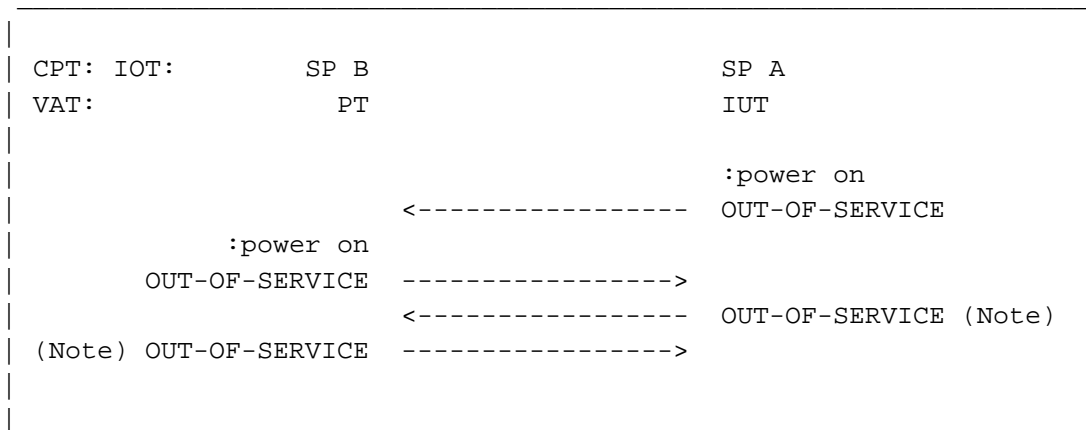 CPT: IOT: SP B SP A
VAT: PT IUT
:power on
<----------------- OUT-OF-SERVICE
:power on
OUT-OF-SERVICE ----------------->
<----------------- OUT-OF-SERVICE (Note)
(Note) OUT-OF-SERVICE ----------------->